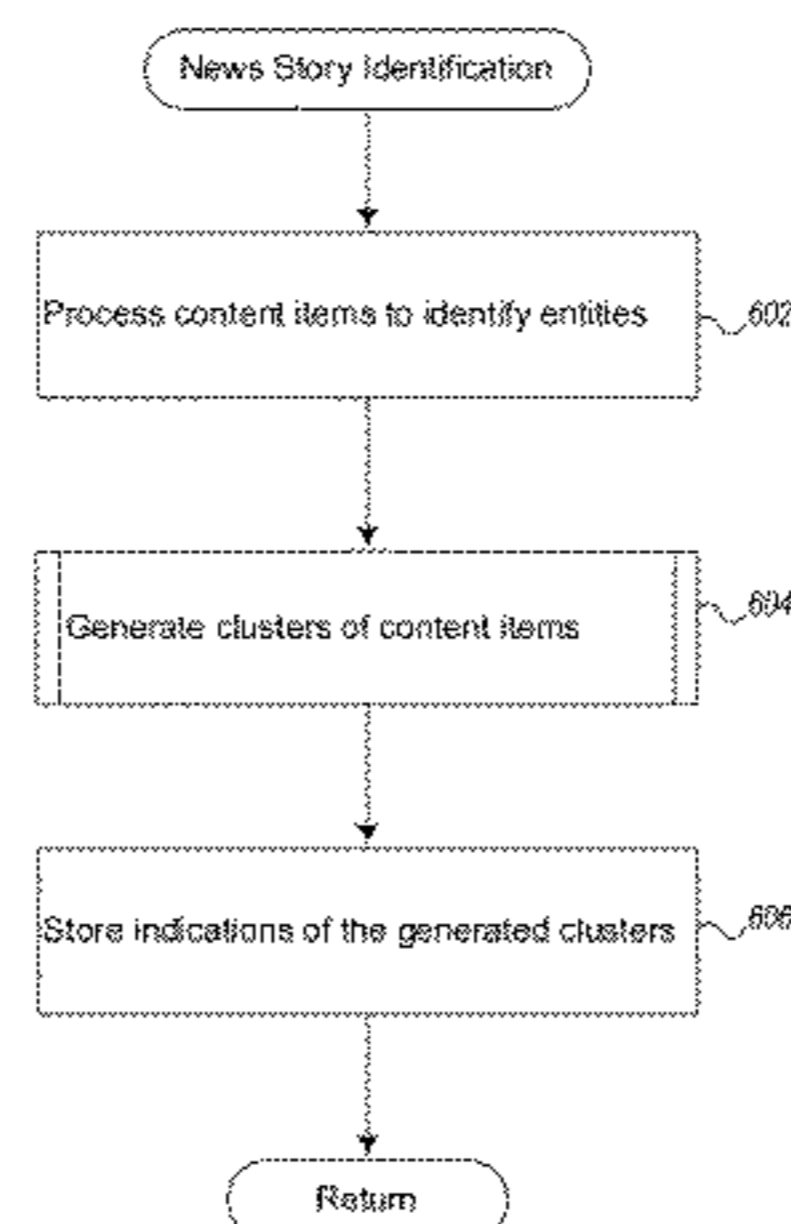 News Story Identification
Process content items to identify entities
602
604
Generate clusters of content items
Store indications of the generated clusters
606
Return